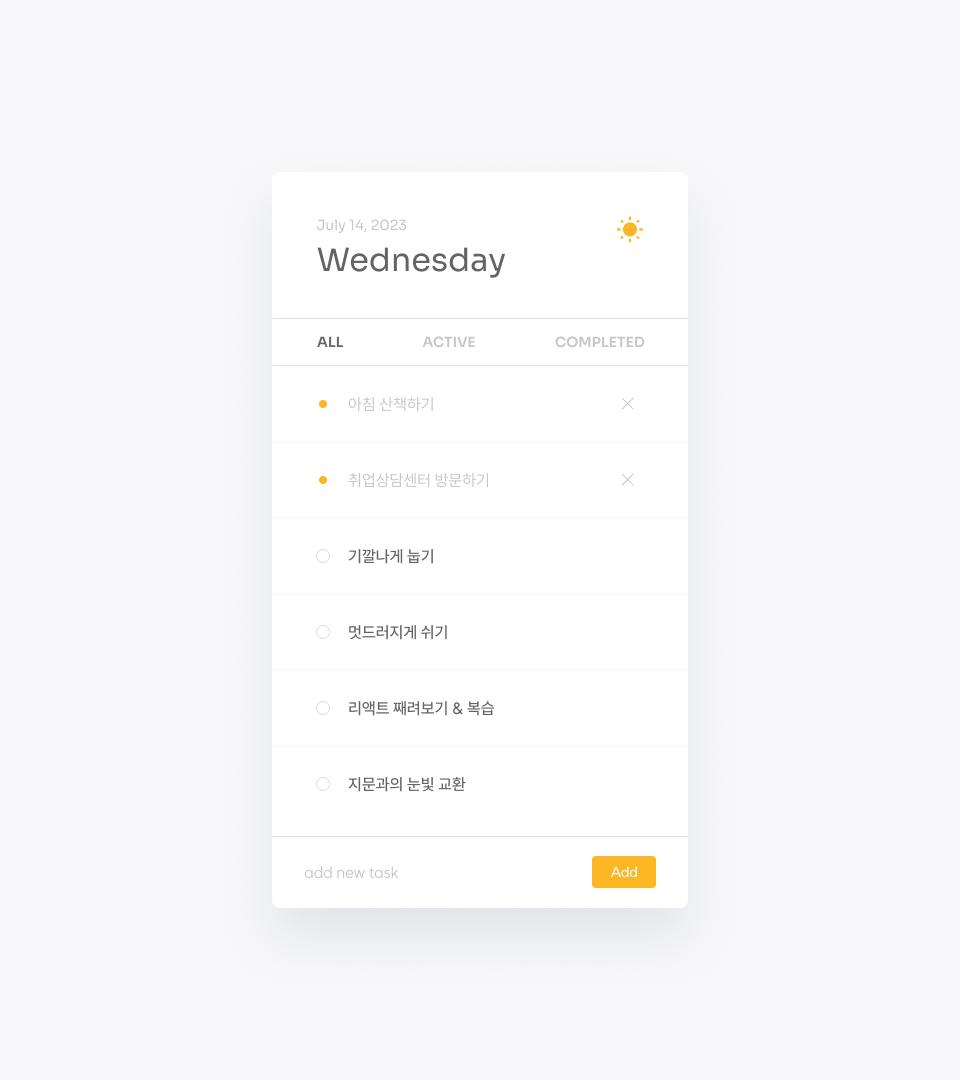 July 14, 2023
Wednesday
ALL ACTIVE COMPLETED
아침 산책하기
취업상담센터 방문하기
기깔나게 눕기
멋드러지게 쉬기
리액트 째려보기 & 복습
지문과의 눈빛 교환
add new task Add